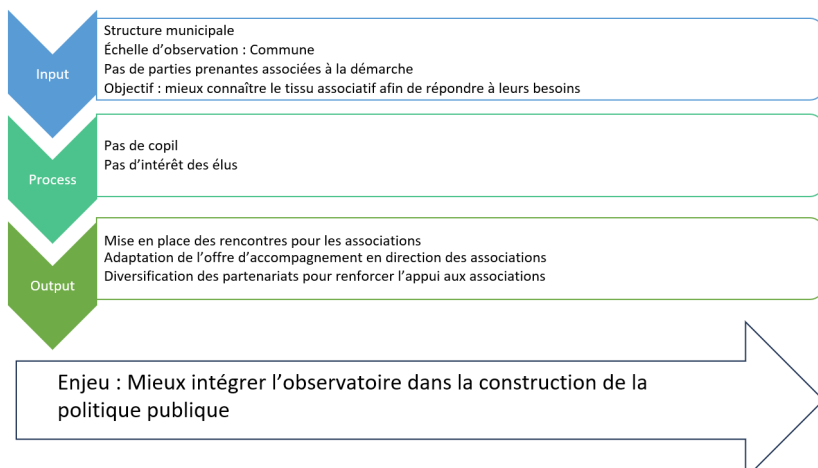 Input
Structure municipale
Échelle d’observation : Commune
Pas de parties prenantes associées à la démarche
Objectif : mieux connaître le tissu associatif afin de répondre à leurs besoins
Process
Pas de copil
Pas d’intérêt des élus
Output
Mise en place des rencontres pour les associations
Adaptation de l’offre d’accompagnement en direction des associations
Diversification des partenariats pour renforcer l’appui aux associations
Enjeu : Mieux intégrer l’observatoire dans la construction de la
politique publique